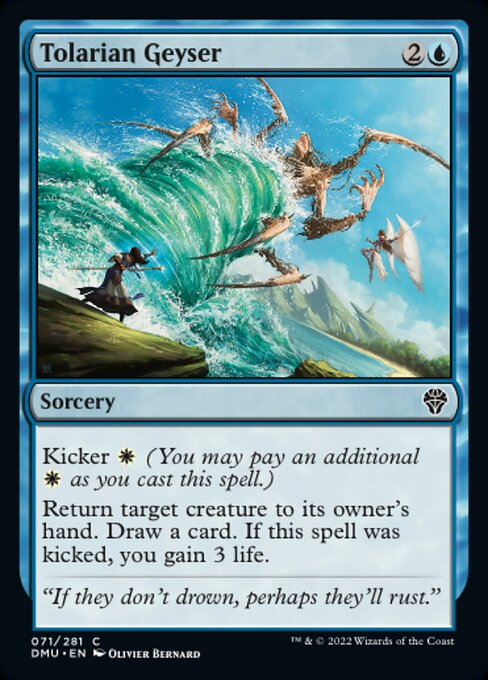 Tolarian Geyser 2
Sorcery
Kicker (You may pay an additional
as you cast this spell.)
Return target creature to its owner's
hand. Draw a card. If this spell was
kicked, you gain 3 life.
“If they don’t drown, perhaps they’ll rust.”
071/281 C
DMU • EN Olivier Bernard
™ & © 2022 Wizards of the Coast